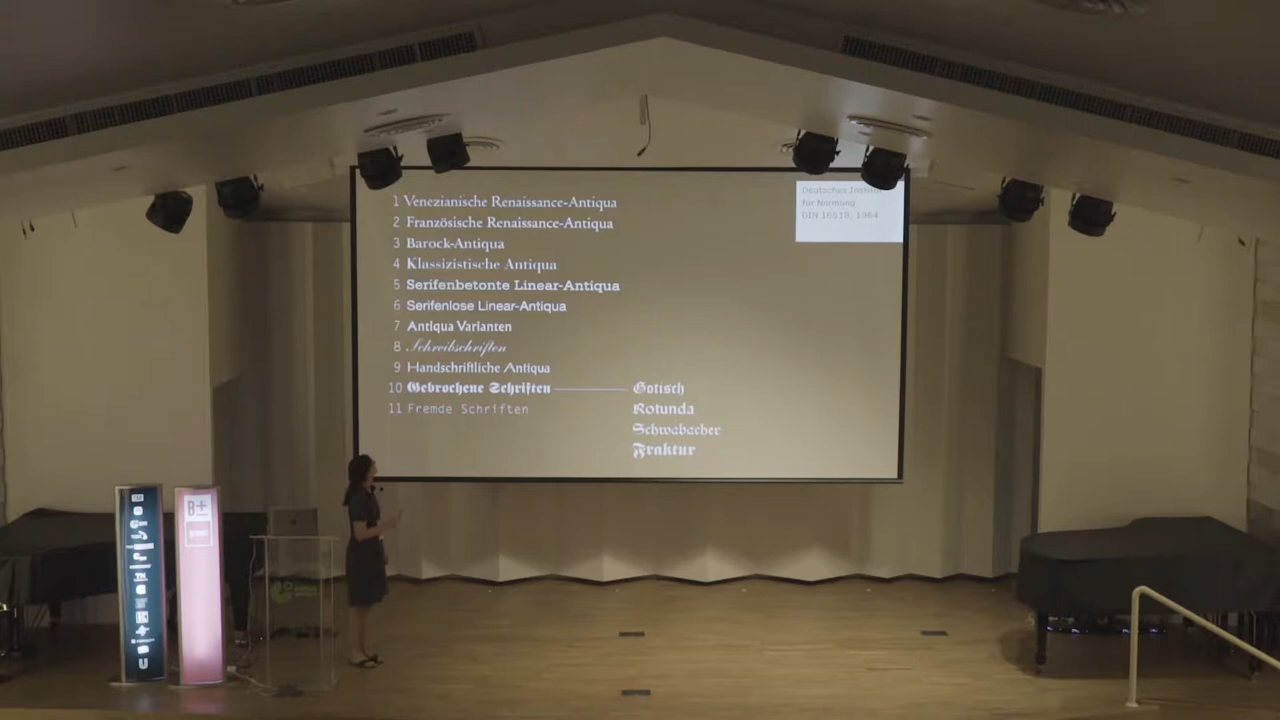 1 Venezianische Renaissance-Antiqua
2 Französische Renaissance-Antiqua
3 Barock-Antiqua
4 Klassizistische Antiqua
5 Serifenbetonte Linear-Antiqua
6 Serifenlose Linear-Antiqua
7 Antiqua Varianten
8 Schreibschriften
9 Handschriftliche Antiqua
10 Gebrochene Schriften
11 Fremde Schriften
Gotisch
Rotunda
Schwabacher
Fraktur
Deutsches Institut
für Normung
DIN 16518, 1964
B+